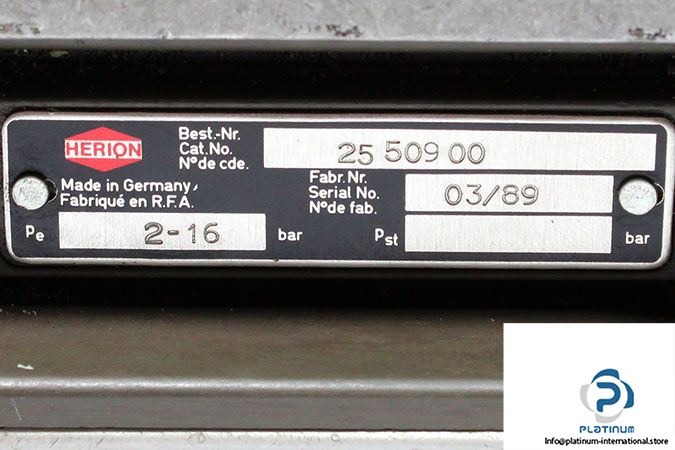 HERION
Best.-Nr.
Cat.No.
N°de cde.
25 509 00
Made in Germany,
Fabriqué en R.F.A.
Fabr.Nr.
Serial No.
N°de fab.
03/89
Pe 2-16 bar
Pst bar
PLATINUM
Info@platinum-international.store